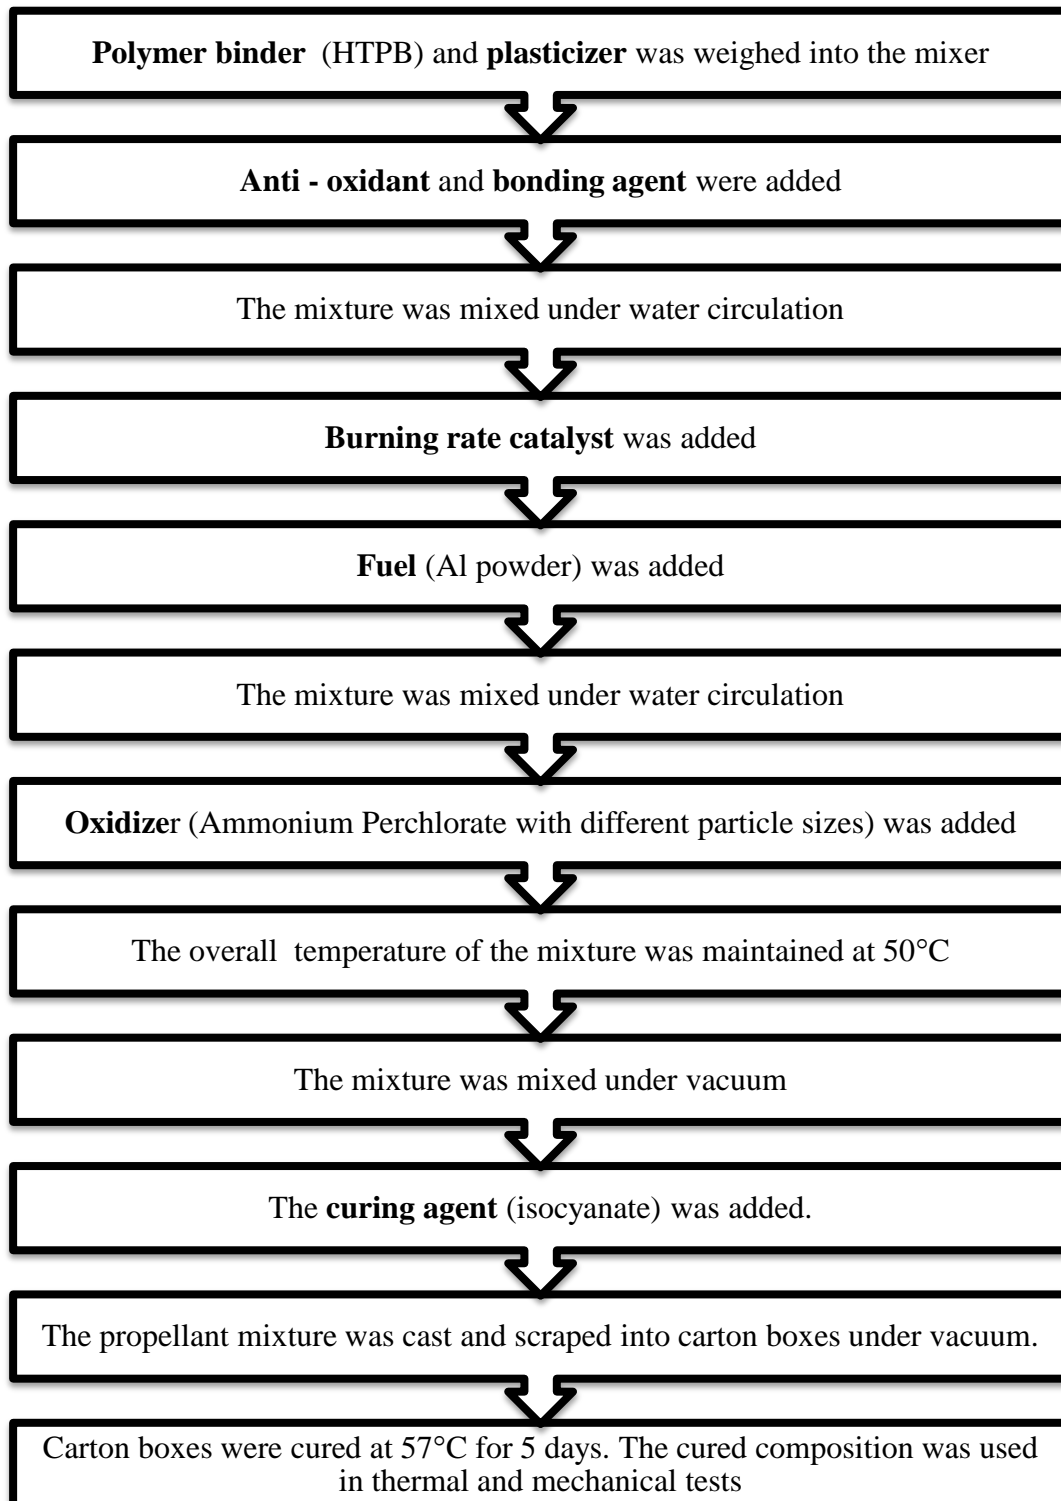 Polymer binder (HTPB) and plasticizer was weighed into the mixer
Anti - oxidant and bonding agent were added
The mixture was mixed under water circulation
Burning rate catalyst was added
Fuel (Al powder) was added
The mixture was mixed under water circulation
Oxidizer (Ammonium Perchlorate with different particle sizes) was added
The overall temperature of the mixture was maintained at 50°C
The mixture was mixed under vacuum
The curing agent (isocyanate) was added.
The propellant mixture was cast and scraped into carton boxes under vacuum.
Carton boxes were cured at 57°C for 5 days. The cured composition was used
in thermal and mechanical tests